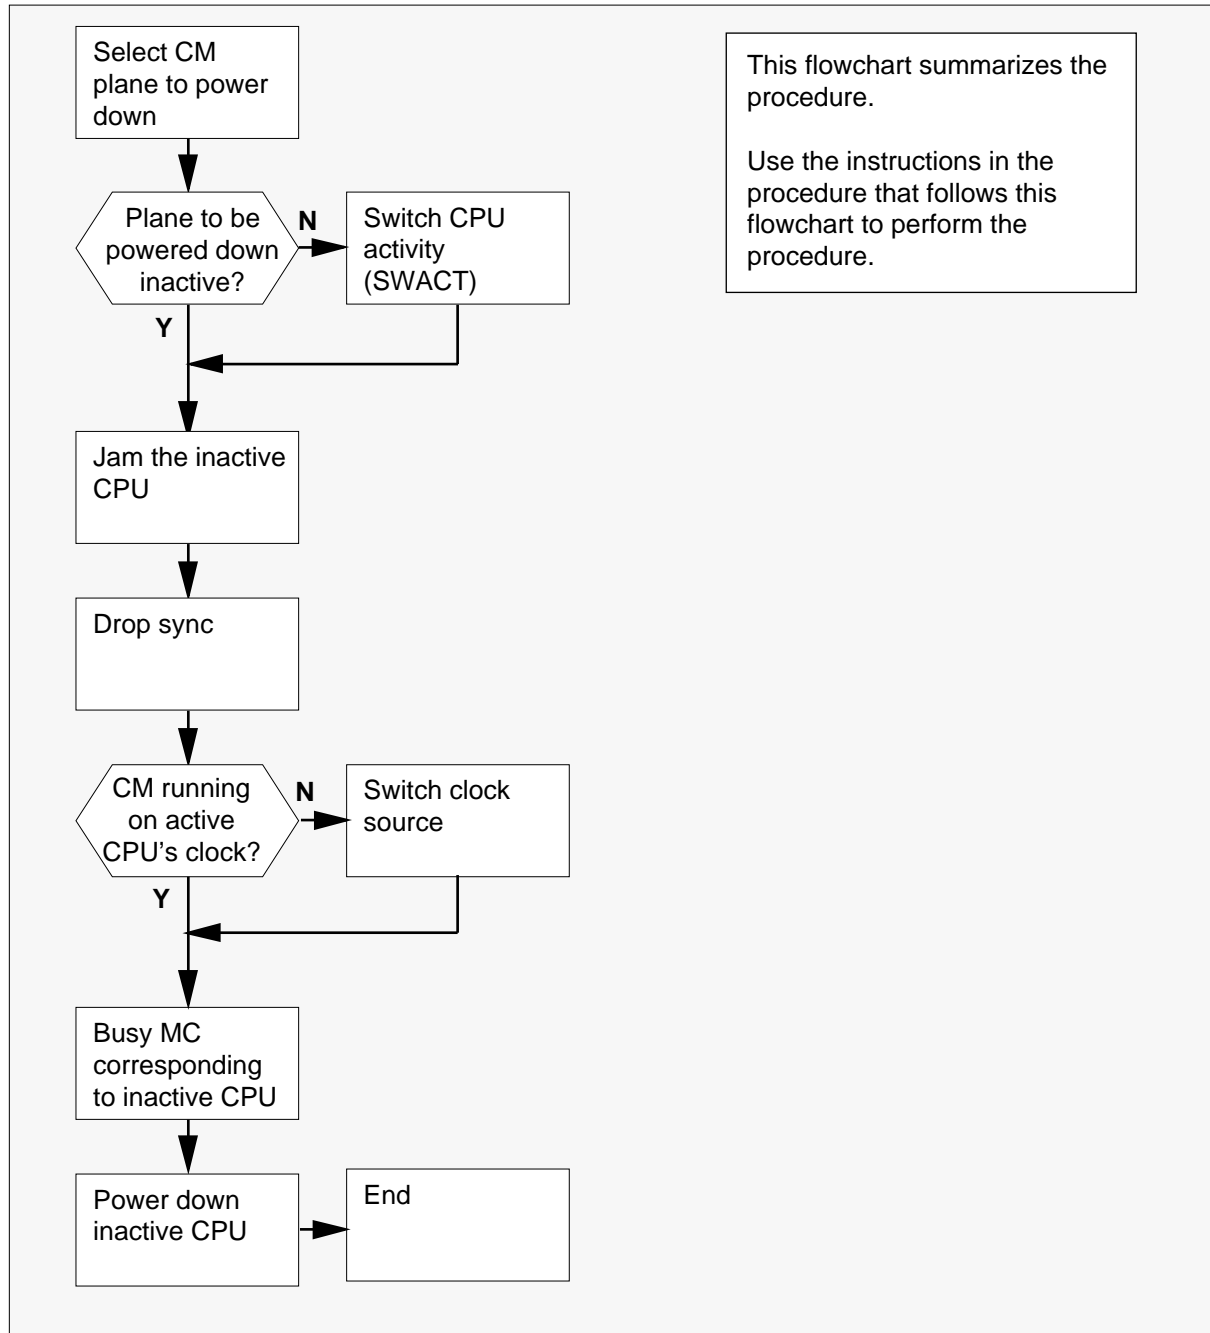 Select CM
plane to power
down
This flowchart summarizes the
procedure.
Use the instructions in the
procedure that follows this
flowchart to perform the
procedure.
Plane to be
powered down
inactive?
N
Switch CPU
activity
(SWACT)
Y
Jam the inactive
CPU
Drop sync
CM running
on active
CPU’s clock?
N
Switch clock
source
Y
Busy MC
corresponding
to inactive CPU
Power down
inactive CPU
End